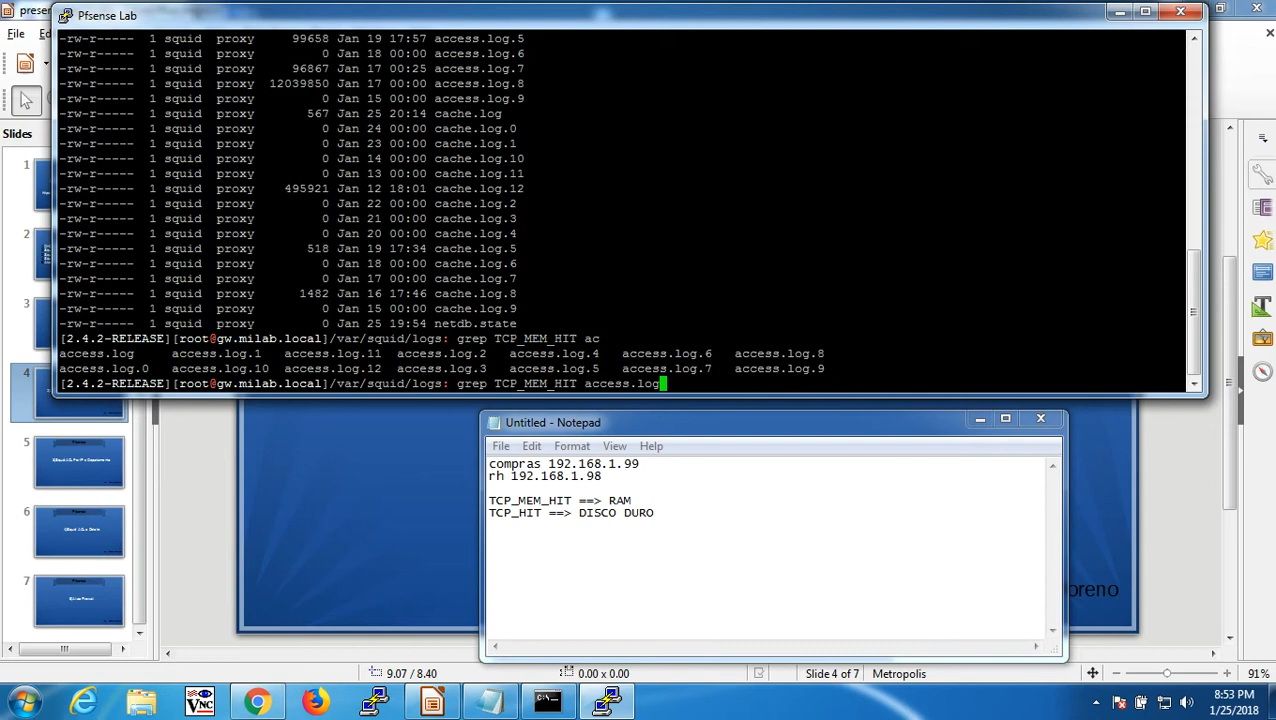 presen
Pfsense Lab
File
-rw-r----- 1 squid proxy 99658 Jan 19 17:57 access.log.5
-rw-r----- 1 squid proxy 0 Jan 18 00:00 access.log.6
-rw-r----- 1 squid proxy 96867 Jan 17 00:25 access.log.7
-rw-r----- 1 squid proxy 12039850 Jan 17 00:00 access.log.8
-rw-r----- 1 squid proxy 0 Jan 15 00:00 access.log.9
-rw-r----- 1 squid proxy 567 Jan 25 20:14 cache.log
-rw-r----- 1 squid proxy 0 Jan 24 00:00 cache.log.0
-rw-r----- 1 squid proxy 0 Jan 23 00:00 cache.log.1
-rw-r----- 1 squid proxy 0 Jan 14 00:00 cache.log.10
-rw-r----- 1 squid proxy 0 Jan 13 00:00 cache.log.11
-rw-r----- 1 squid proxy 495921 Jan 12 18:01 cache.log.12
-rw-r----- 1 squid proxy 0 Jan 22 00:00 cache.log.2
-rw-r----- 1 squid proxy 0 Jan 21 00:00 cache.log.3
-rw-r----- 1 squid proxy 0 Jan 20 00:00 cache.log.4
-rw-r----- 1 squid proxy 518 Jan 19 17:34 cache.log.5
-rw-r----- 1 squid proxy 0 Jan 18 00:00 cache.log.6
-rw-r----- 1 squid proxy 0 Jan 17 00:00 cache.log.7
-rw-r----- 1 squid proxy 1482 Jan 16 17:46 cache.log.8
-rw-r----- 1 squid proxy 0 Jan 15 00:00 cache.log.9
-rw-r----- 1 squid proxy 0 Jan 25 19:54 netdb.state
[2.4.2-RELEASE][root@gw.milab.local]/var/squid/logs: grep TCP_MEM_HIT ac
access.log access.log.1 access.log.11 access.log.2 access.log.4 access.log.6 access.log.8
access.log.0 access.log.10 access.log.12 access.log.3 access.log.5 access.log.7 access.log.9
[2.4.2-RELEASE][root@gw.milab.local]/var/squid/logs: grep TCP_MEM_HIT access.log
Slides
1
2
3
4
5
6
7
Untitled - Notepad
File Edit Format View Help
compras 192.168.1.99
rh 192.168.1.98
TCP_MEM_HIT ==> RAM
TCP_HIT ==> DISCO DURO
oreno
9.07 / 8.40 0.00 x 0.00 Slide 4 of 7 Metropolis 91%
8:53 PM
1/25/2018